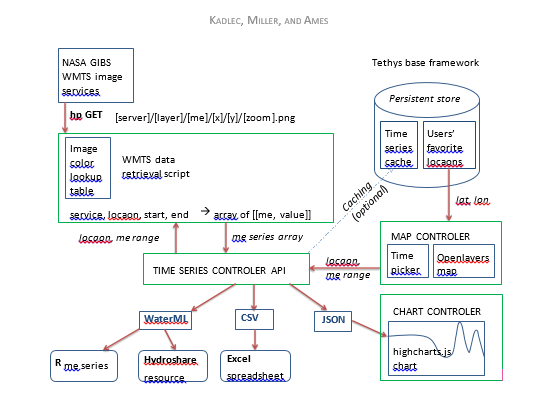 KADLEC, MILLER, AND AMES
NASA GIBS
WMTS image
services
Tethys base framework
Persistent store
hp GET
[server]/[layer]/[me]/[x]/[y]/[zoom].png
Time
series
cache
Users'
favorite
locaons
Image
color
lookup
table
WMTS data
retrieval script
service, locaon, start, end → array of [[me, value]]
Caching
(optional)
lat, lon
locaon, me range
me series array
MAP CONTROLER
Time
picker
Openlayers
map
locaon,
me range
TIME SERIES CONTROLER API
WaterML
CSV
JSON
CHART CONTROLER
highcharts.js
chart
R me series
Hydroshare
resource
Excel
spreadsheet